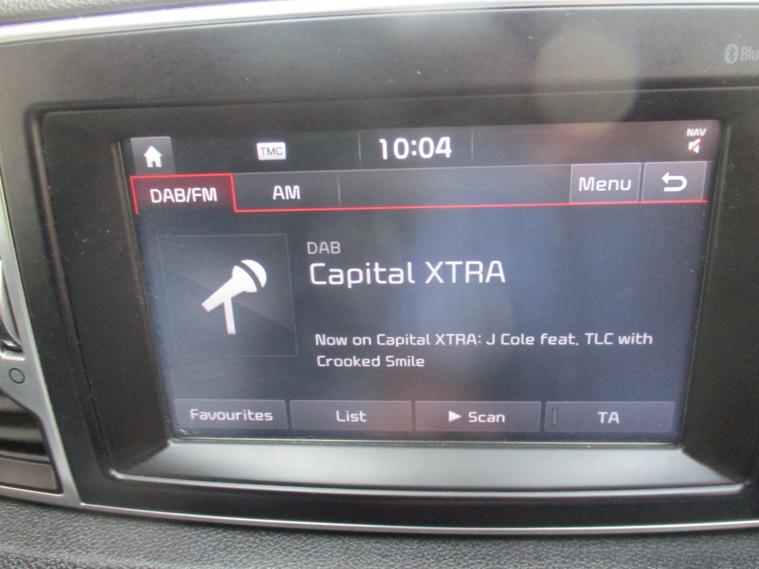 Blu
TMC
10:04
NAV
DAB/FM
AM
Menu
DAB
Capital XTRA
Now on Capital XTRA: J Cole feat. TLC with
Crooked Smile
Favourites
List
Scan
TA